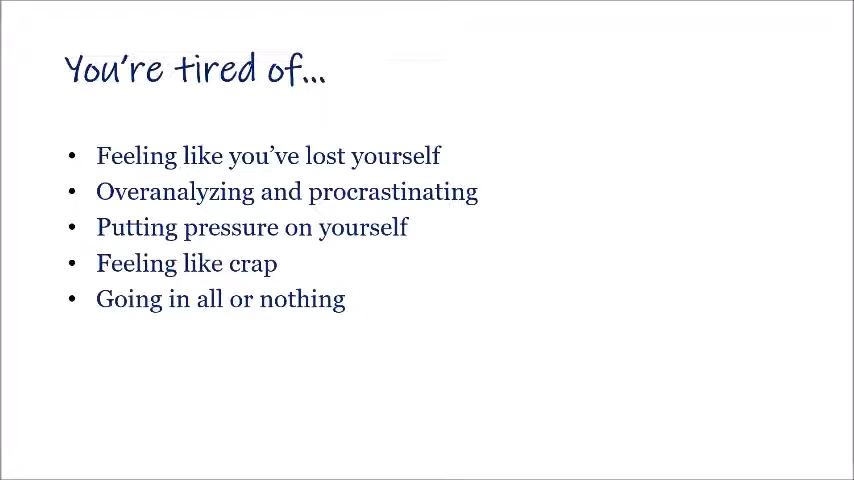 You're tired of...
• Feeling like you've lost yourself
• Overanalyzing and procrastinating
• Putting pressure on yourself
• Feeling like crap
• Going in all or nothing